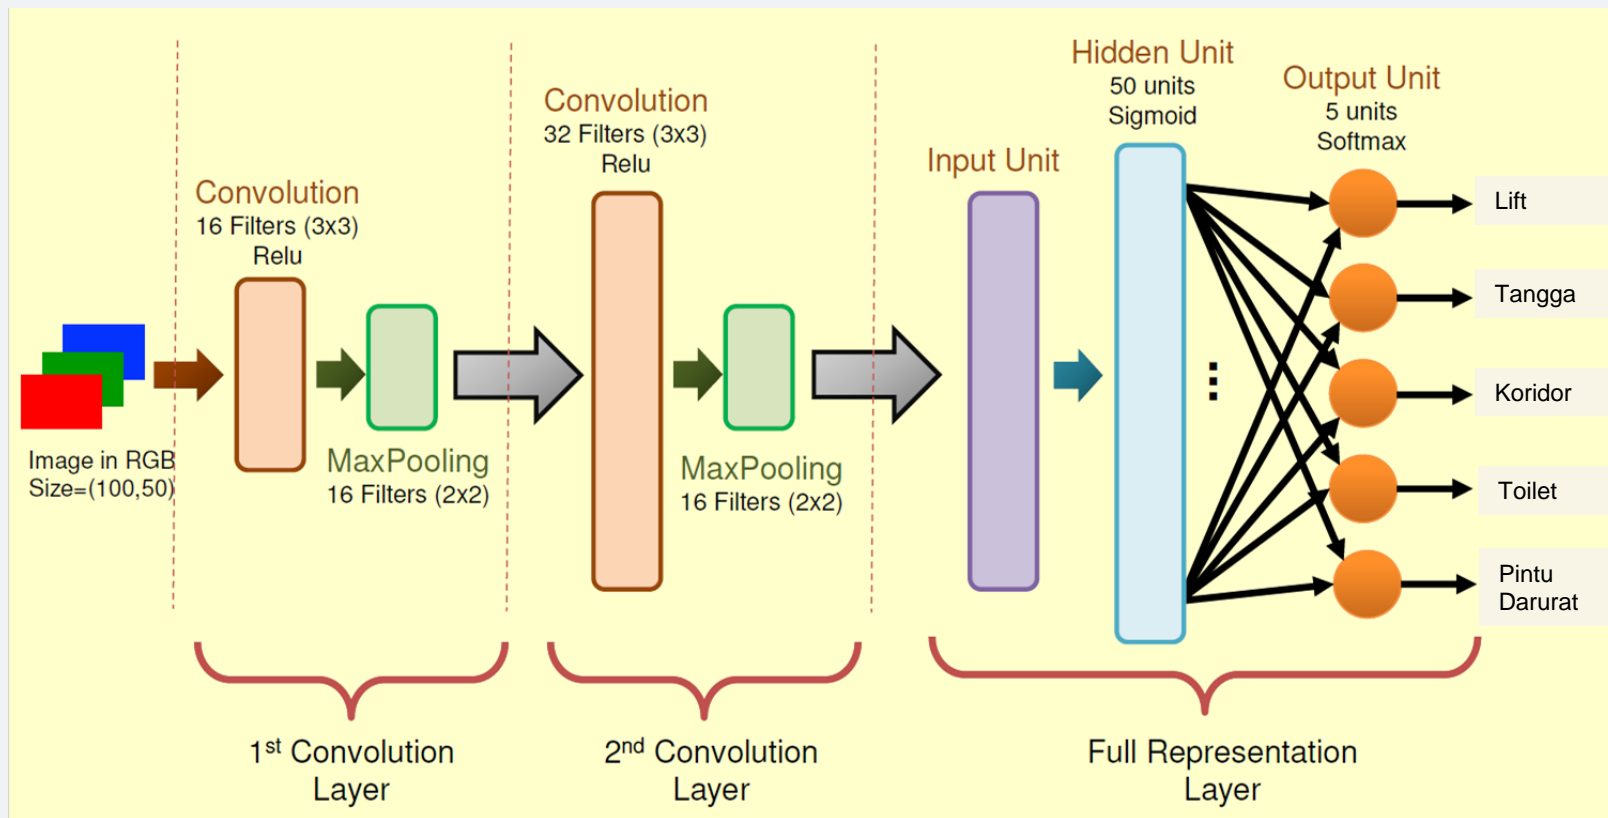 Image in RGB
Size=(100,50)
Convolution
16 Filters (3x3)
Relu
MaxPooling
16 Filters (2x2)
1st Convolution
Layer
Convolution
32 Filters (3x3)
Relu
MaxPooling
16 Filters (2x2)
2nd Convolution
Layer
Input Unit
Hidden Unit
50 units
Sigmoid
Output Unit
5 units
Softmax
Lift
Tangga
Koridor
Toilet
Pintu
Darurat
Full Representation
Layer